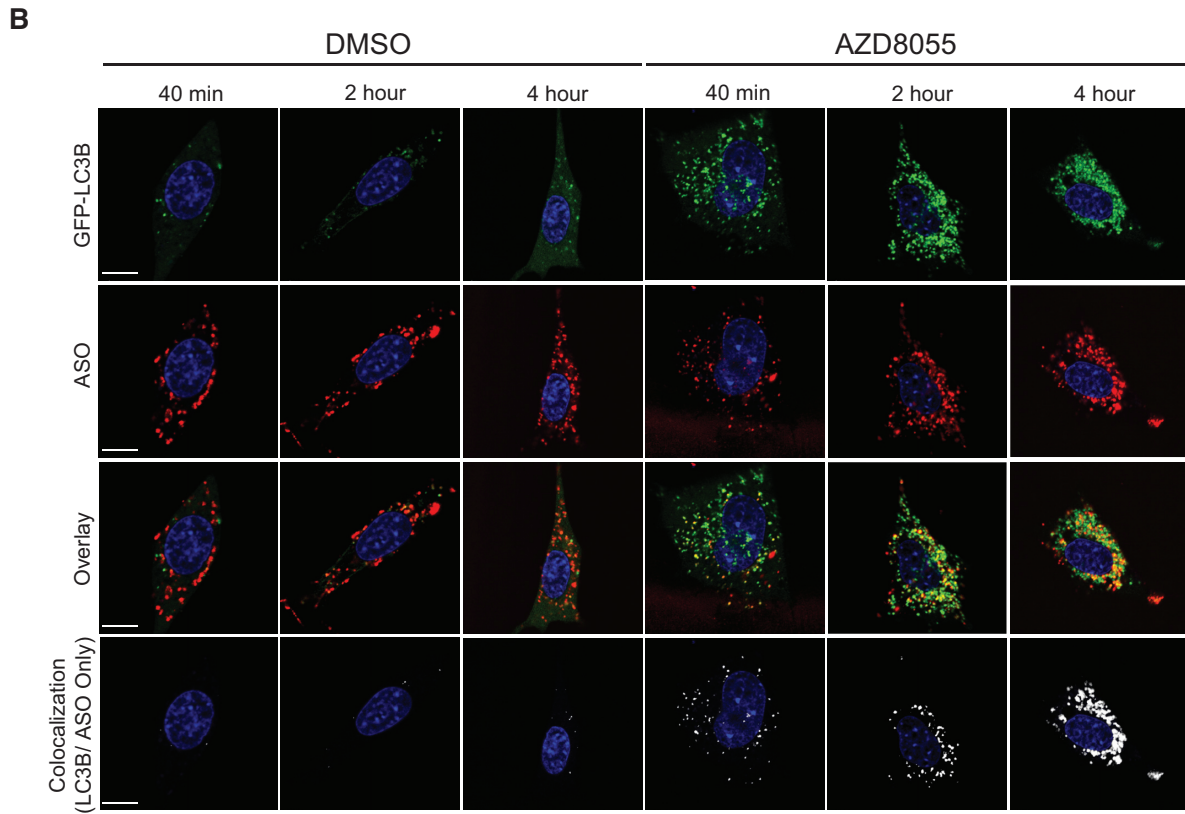 B
DMSO
AZD8055
40 min
2 hour
4 hour
40 min
2 hour
4 hour
GFP-LC3B
ASO
Overlay
Colocalization
(LC3B/ ASO Only)